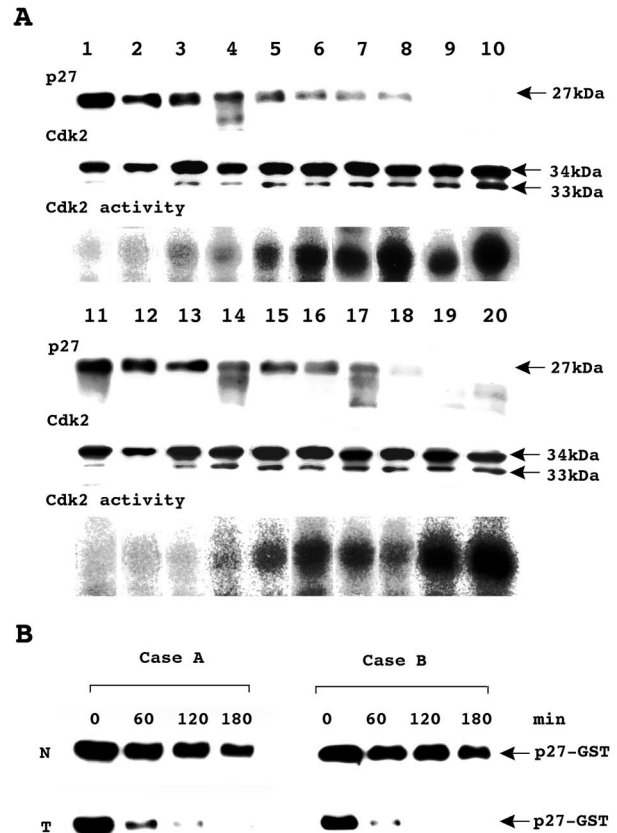 A
1 2 3 4 5 6 7 8 9 10
p27
27kDa
Cdk2
34kDa
33kDa
Cdk2 activity
11 12 13 14 15 16 17 18 19 20
p27
27kDa
Cdk2
34kDa
33kDa
Cdk2 activity
B
Case A Case B
0 60 120 180 0 60 120 180 min
N p27-GST
T p27-GST